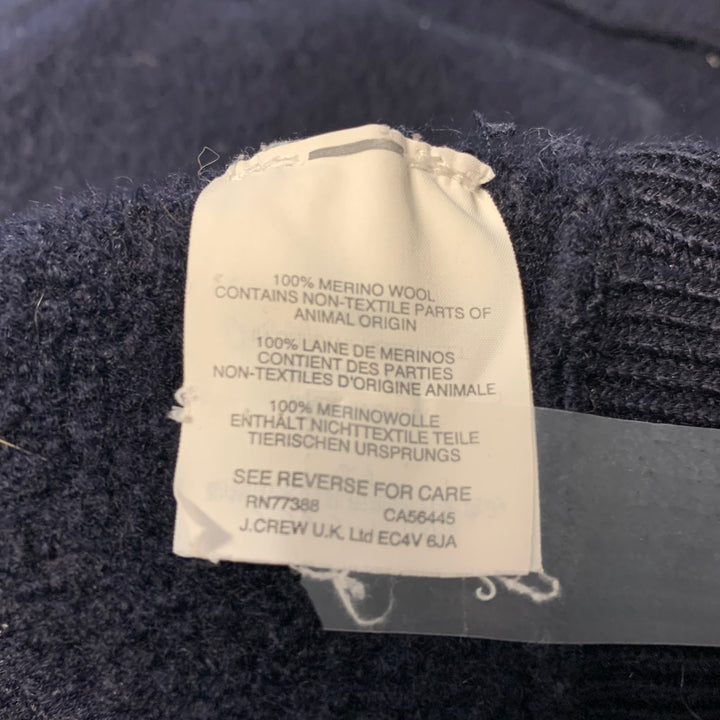 100% MERINO WOOL
CONTAINS NON-TEXTILE PARTS OF
ANIMAL ORIGIN
100% LAINE DE MERINOS
CONTIENT DES PARTIES
NON-TEXTILES D'ORIGINE ANIMALE
100% MERINOWOLLE
ENTHÄLT NICHTTEXTILE TEILE
TIERISCHEN URSPRUNGS
SEE REVERSE FOR CARE
RN77388 CA56445
J.CREW U.K. Ltd EC4V 6JA